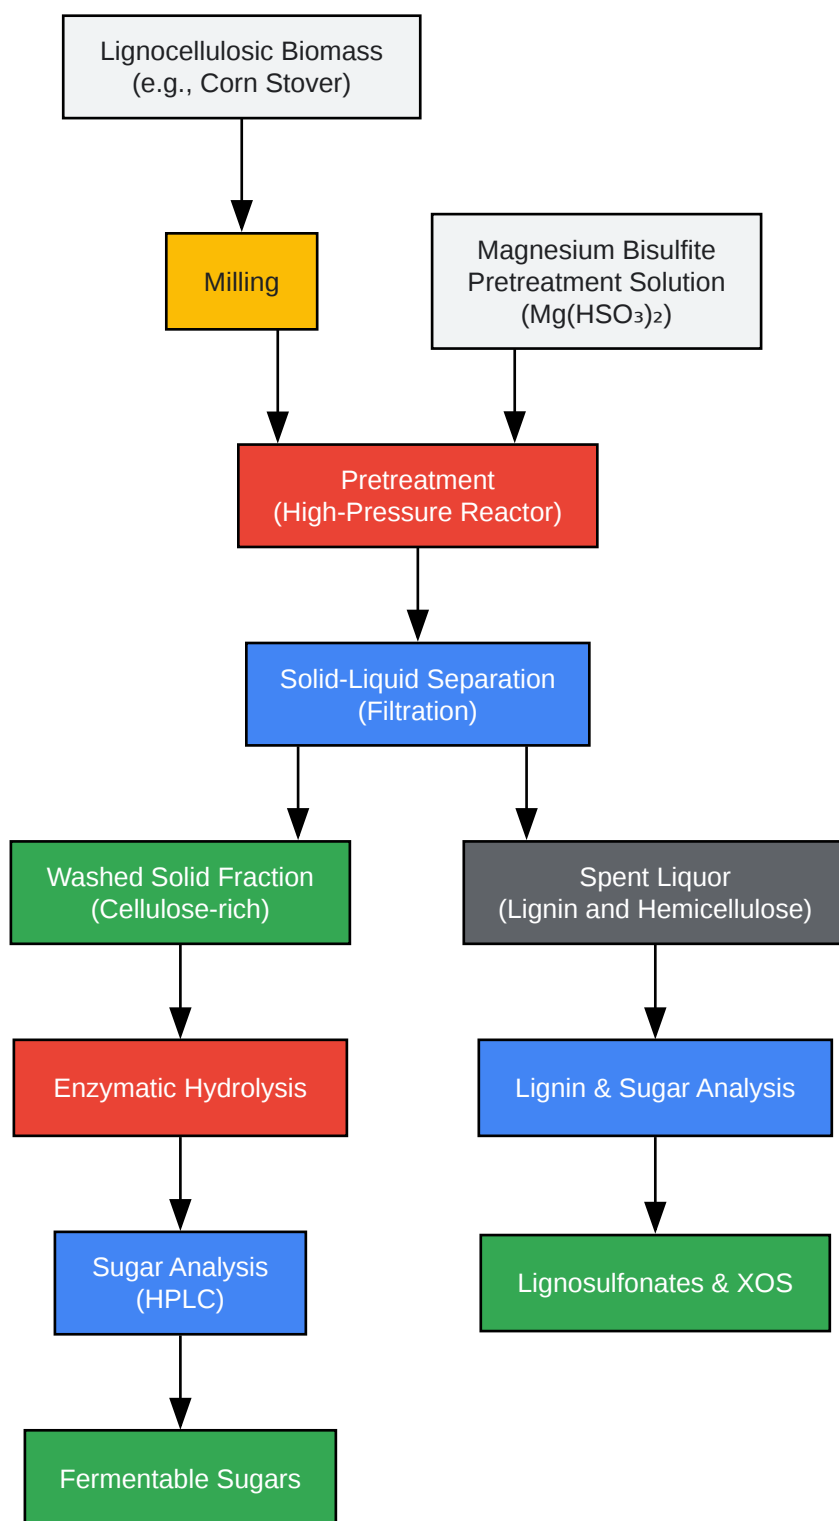 Lignocellulosic Biomass
(e.g., Corn Stover)
Milling
Magnesium Bisulfite
Pretreatment Solution
(Mg(HSO₃)₂)
Pretreatment
(High-Pressure Reactor)
Solid-Liquid Separation
(Filtration)
Washed Solid Fraction
(Cellulose-rich)
Spent Liquor
(Lignin and Hemicellulose)
Enzymatic Hydrolysis
Lignin & Sugar Analysis
Sugar Analysis
(HPLC)
Lignosulfonates & XOS
Fermentable Sugars